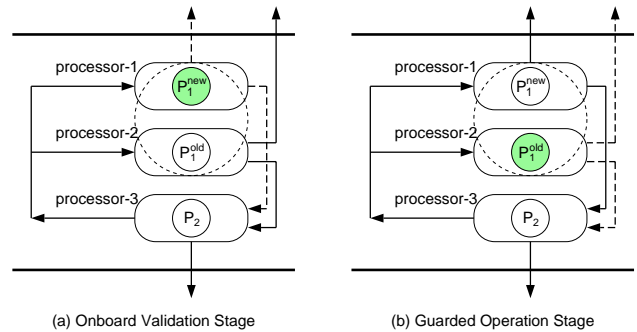 processor-1
P₁ⁿᵉʷ
processor-2
P₁ᵒˡᵈ
processor-3
P₂
(a) Onboard Validation Stage
processor-1
P₁ⁿᵉʷ
processor-2
P₁ᵒˡᵈ
processor-3
P₂
(b) Guarded Operation Stage